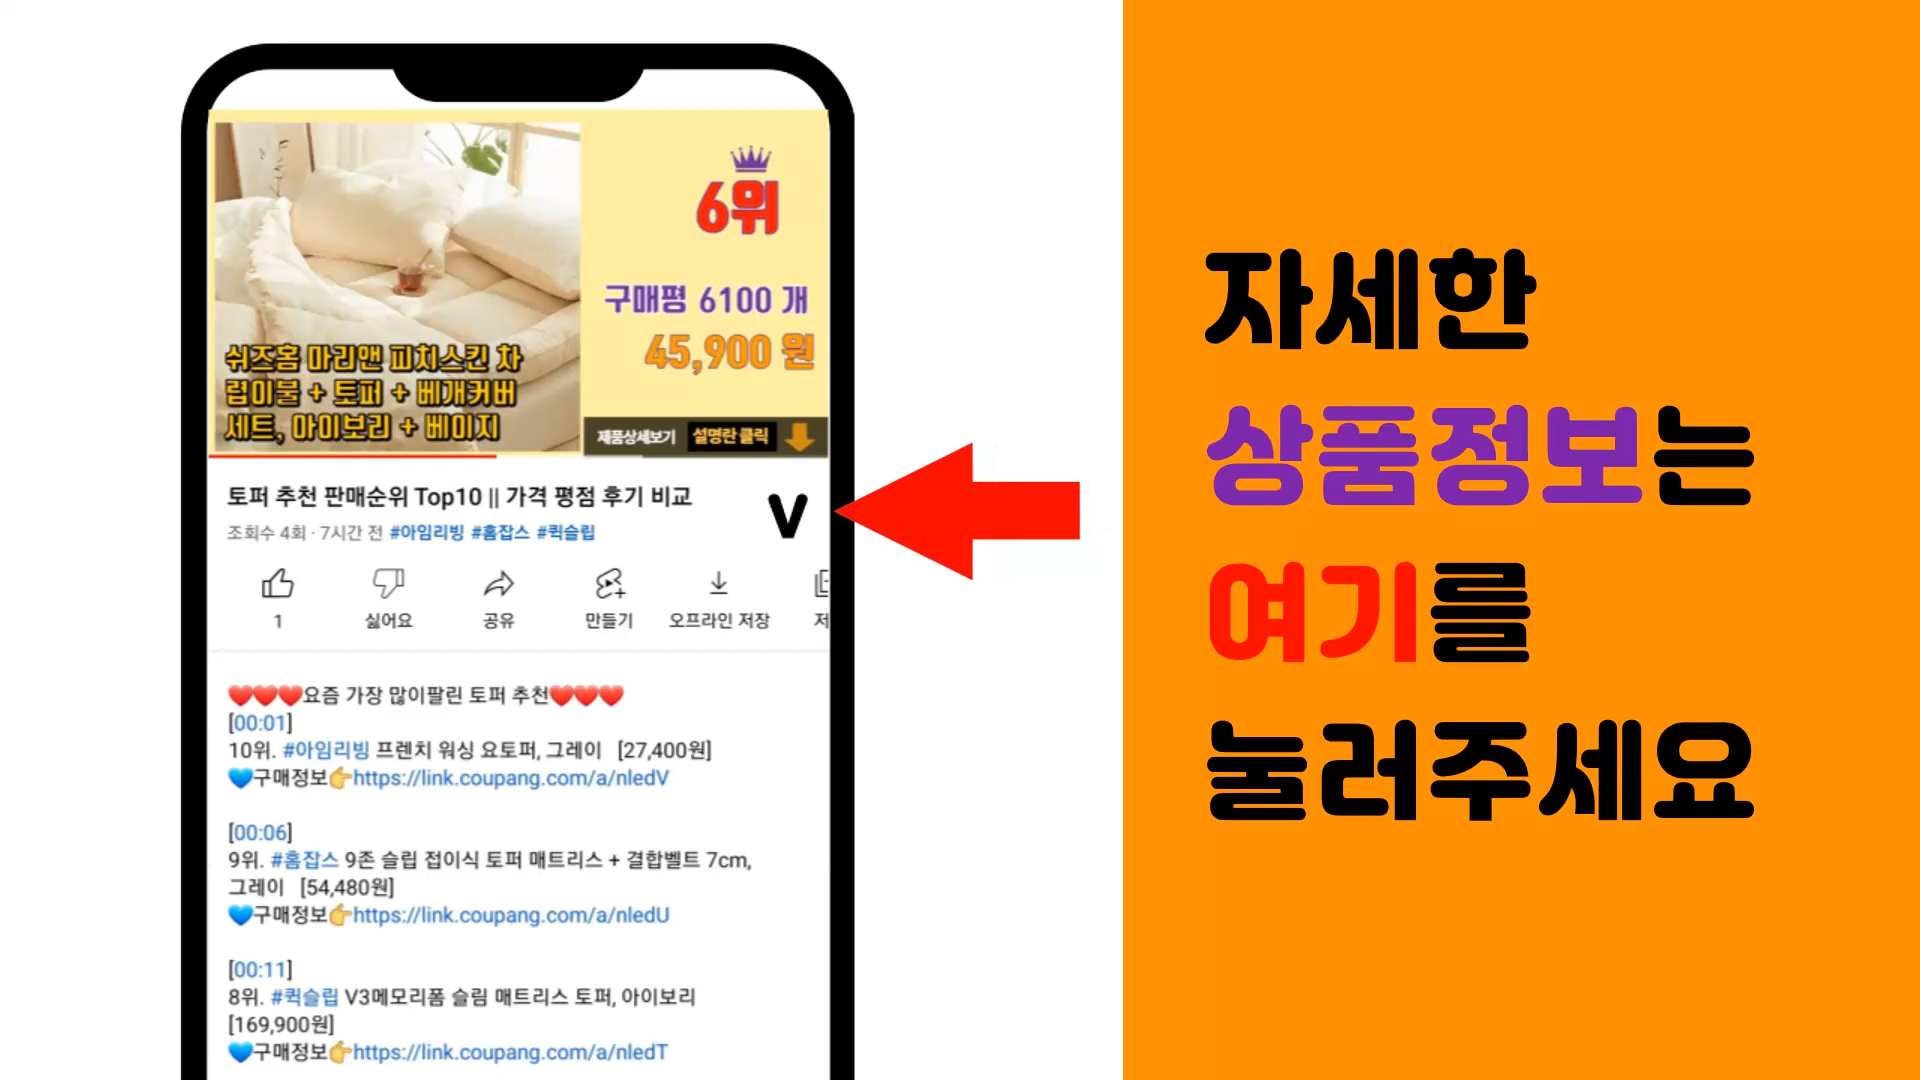 6위
구매평 6100 개
45,900 원
쉬즈홈 마리앤 피치스킨 차
렵이불 + 토퍼 + 베개커버
세트, 아이보리 + 베이지
제품상세보기 설명란 클릭
토퍼 추천 판매순위 Top10 || 가격 평점 후기 비교
조회수 4회 · 7시간 전 #아임리빙 #홈잡스 #퀵슬립
V
1 싫어요 공유 만들기 오프라인 저장 저
❤️❤️❤️요즘 가장 많이팔린 토퍼 추천❤️❤️❤️
[00:01]
10위. #아임리빙 프렌치 워싱 요토퍼, 그레이 [27,400원]
💙구매정보👉https://link.coupang.com/a/nledV
[00:06]
9위. #홈잡스 9존 슬립 접이식 토퍼 매트리스 + 결합벨트 7cm,
그레이 [54,480원]
💙구매정보👉https://link.coupang.com/a/nledU
[00:11]
8위. #퀵슬립 V3메모리폼 슬림 매트리스 토퍼, 아이보리
[169,900원]
💙구매정보👉https://link.coupang.com/a/nledT
자세한
상품정보는
여기를
눌러주세요